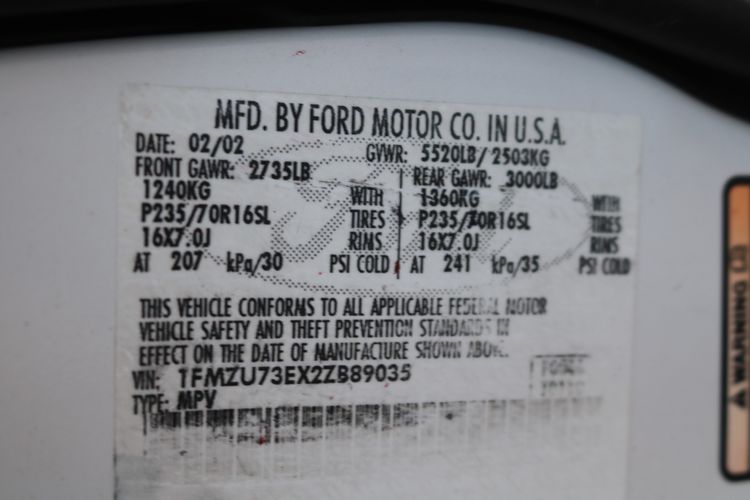 MFD. BY FORD MOTOR CO. IN U.S.A.
DATE: 02/02 GVWR: 5520LB/ 2503KG
FRONT GAWR: 2735LB REAR GAWR: 3000LB
1240KG WITH 1360KG WITH
P235/70R16SL TIRES P235/70R16SL TIRES
16X7.0J RIMS 16X7.0J RIMS
AT 207 kPa/30 PSI COLD AT 241 kPa/35 PSI COLD
THIS VEHICLE CONFORMS TO ALL APPLICABLE FEDERAL MOTOR
VEHICLE SAFETY AND THEFT PREVENTION STANDARDS IN
EFFECT ON THE DATE OF MANUFACTURE SHOWN ABOVE.
VIN: 1FMZU73EX2ZB89035
TYPE: MPV
WARNING